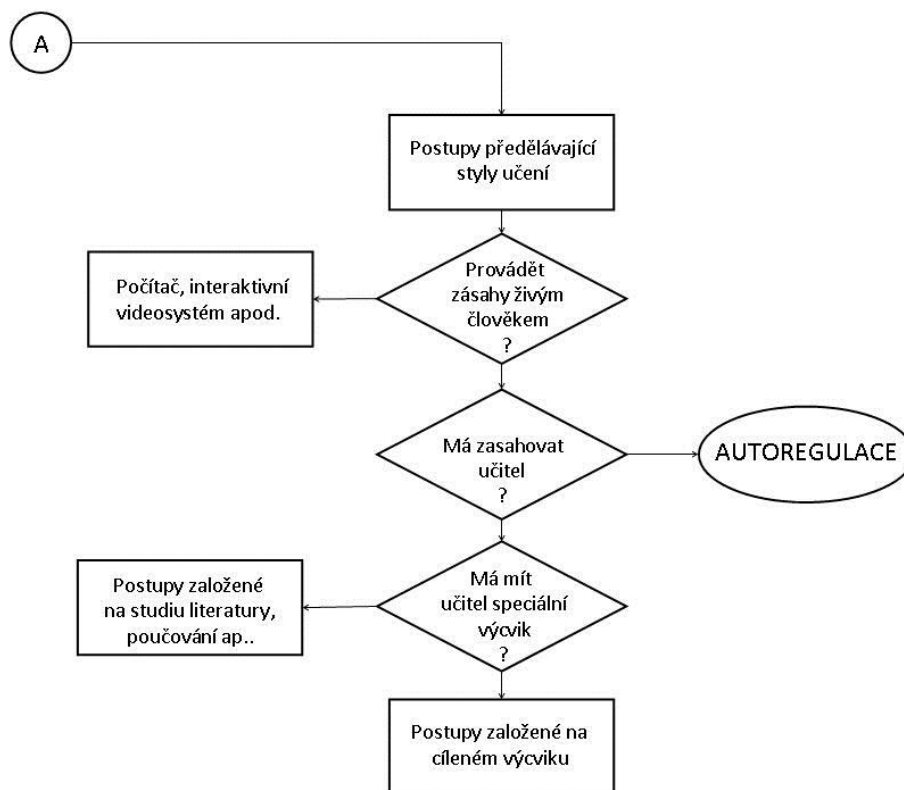 A
Postupy předělávající
styly učení
Provádět
zásahy živým
člověkem
?
Počítač, interaktivní
videosystém apod.
Má zasahovat
učitel
?
AUTOREGULACE
Má mít
učitel speciální
výcvik
?
Postupy založené
na studiu literatury,
poučování ap..
Postupy založené na
cíleném výcviku